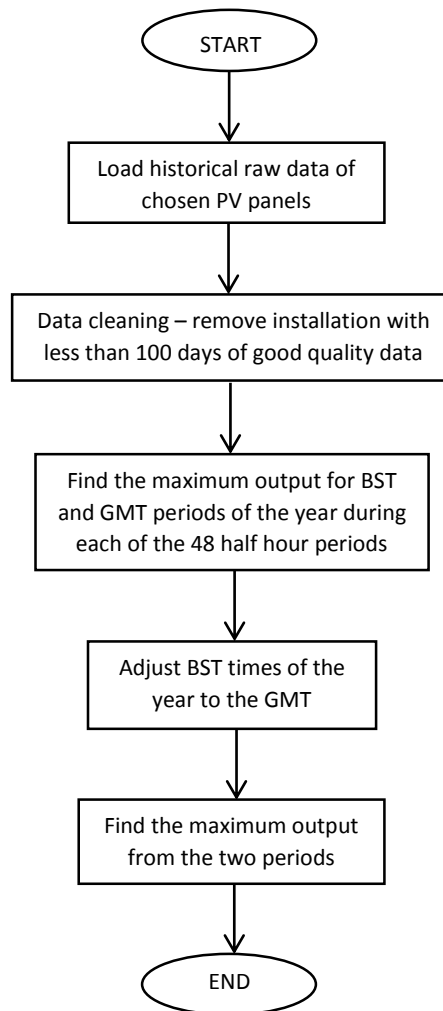 START
Load historical raw data of
chosen PV panels
Data cleaning – remove installation with
less than 100 days of good quality data
Find the maximum output for BST
and GMT periods of the year during
each of the 48 half hour periods
Adjust BST times of the
year to the GMT
Find the maximum output
from the two periods
END